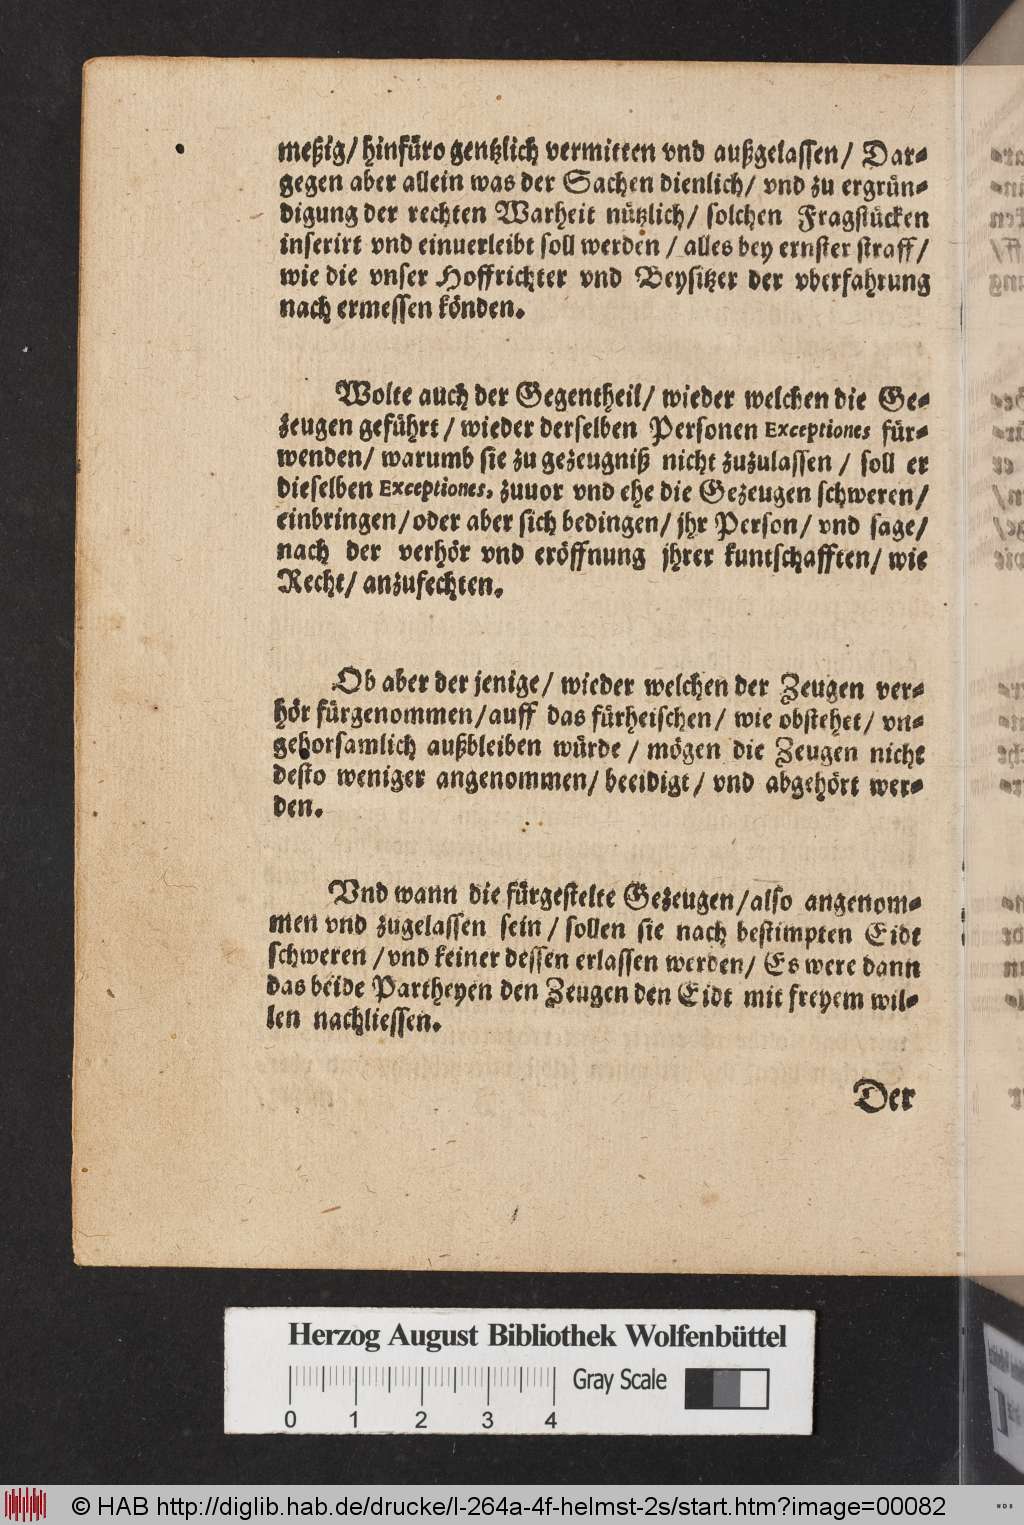 meßig/ hinfüro gentzlich vermitten vnd außgelassen/ Dar-
gegen aber allein was der Sachen dienlich/ vnd zu ergrün-
digung der rechten Warheit nützlich/ solchen Fragstücken
inserirt vnd einuerleibt soll werden / alles bey ernster straff/
wie die vnser Hoffrichter vnd Beysitzer der vberfahrung
nach ermessen könden.
Wolte auch der Gegentheil/ wieder welchen die Ge-
zeugen geführt / wieder derselben Personen Exceptiones für-
wenden/ warumb sie zu gezeugniß nicht zuzulassen / soll er
dieselben Exceptiones, zuuor vnd ehe die Gezeugen schweren/
einbringen/ oder aber sich bedingen/ jhr Person/ vnd sage/
nach der verhör vnd eröffnung jhrer kuntschafften/ wie
Recht/ anzufechten.
Ob aber der jenige/ wieder welchen der Zeugen ver-
hör fürgenommen/ auff das fürheischen/ wie obstehet/ vn-
gehorsamlich außbleiben würde / mögen die Zeugen nicht
desto weniger angenommen/ beeidigt/ vnd abgehört wer-
den.
Vnd wann die fürgestelte Gezeugen/ also angenom-
men vnd zugelassen sein / sollen sie nach bestimpten Eidt
schweren / vnd keiner dessen erlassen werden/ Es were dann
das beide Partheyen den Zeugen den Eidt mit freyem wil-
len nachliessen.
Der
Herzog August Bibliothek Wolfenbüttel
Gray Scale
0 1 2 3 4
© HAB http://diglib.hab.de/drucke/l-264a-4f-helmst-2s/start.htm?image=00082